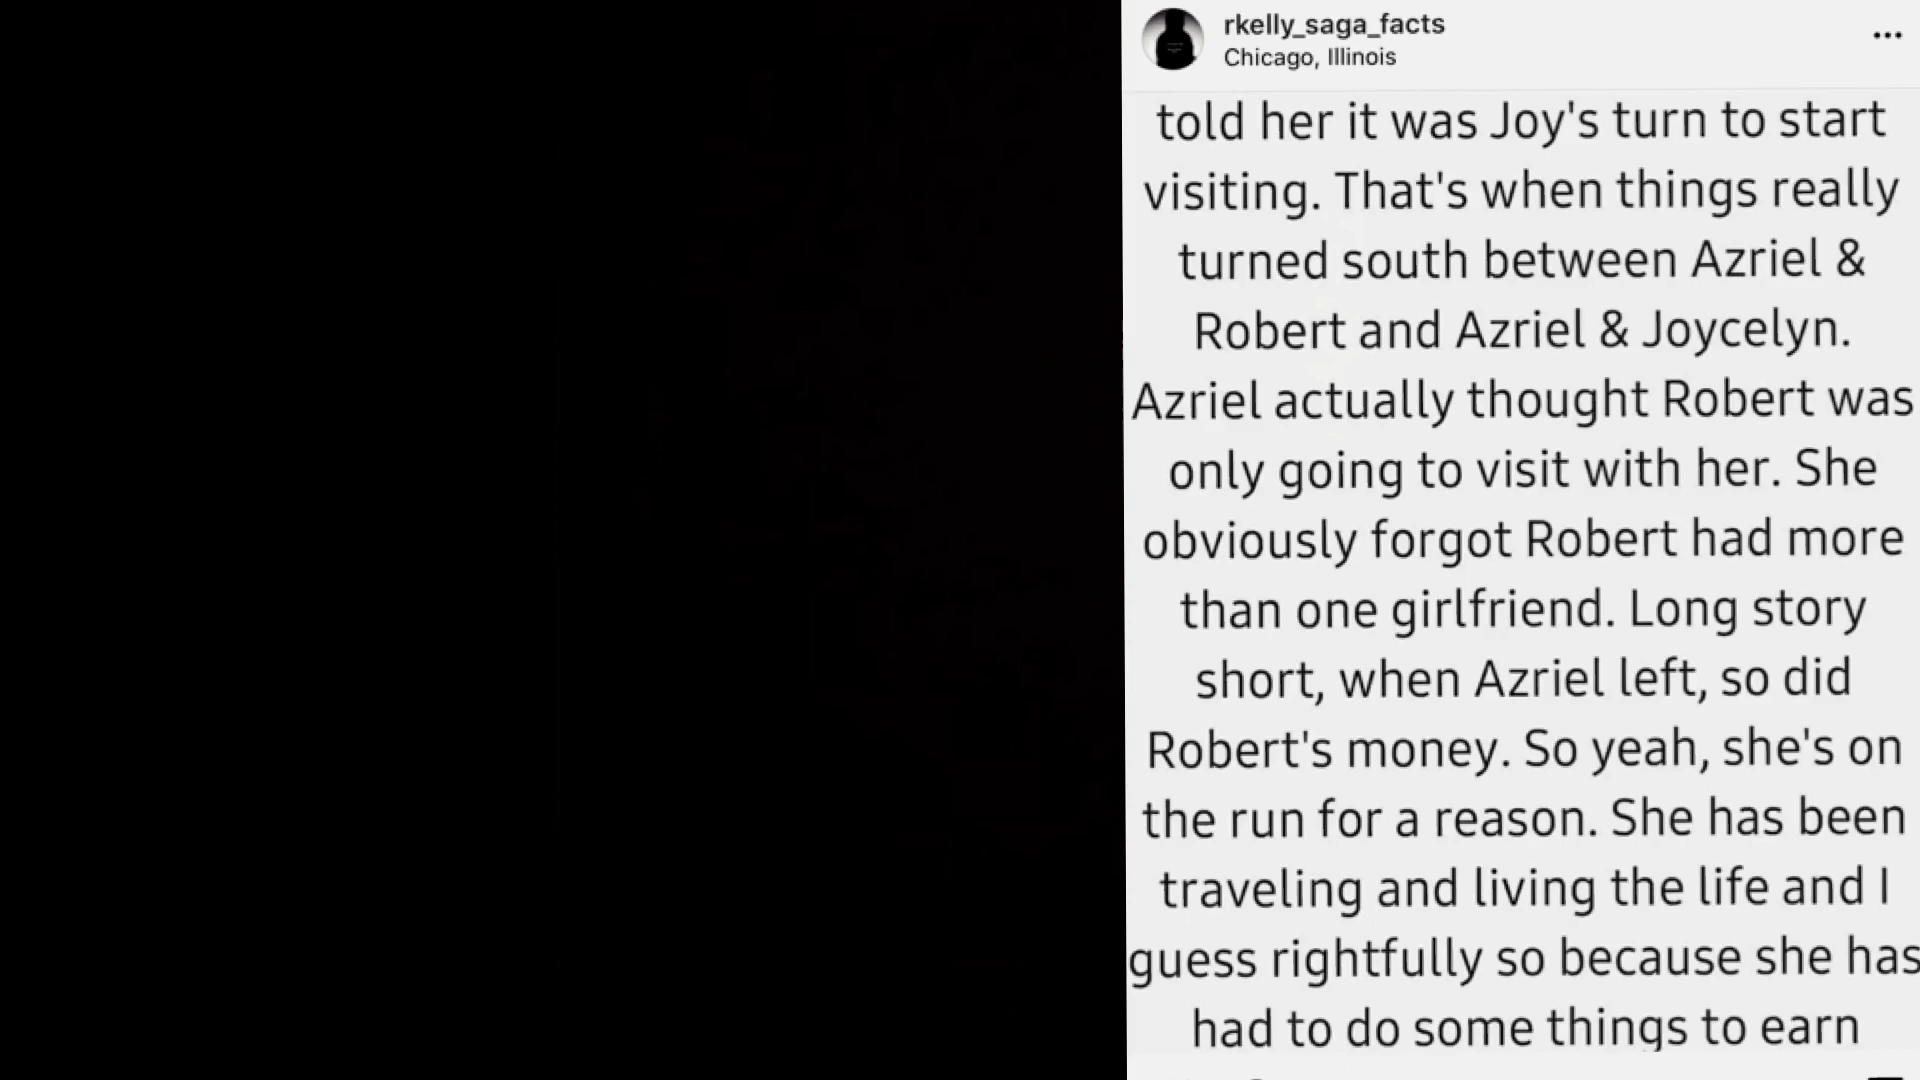 rkelly_saga_facts
Chicago, Illinois
told her it was Joy's turn to start
visiting. That's when things really
turned south between Azriel &
Robert and Azriel & Joycelyn.
Azriel actually thought Robert was
only going to visit with her. She
obviously forgot Robert had more
than one girlfriend. Long story
short, when Azriel left, so did
Robert's money. So yeah, she's on
the run for a reason. She has been
traveling and living the life and I
guess rightfully so because she has
had to do some things to earn